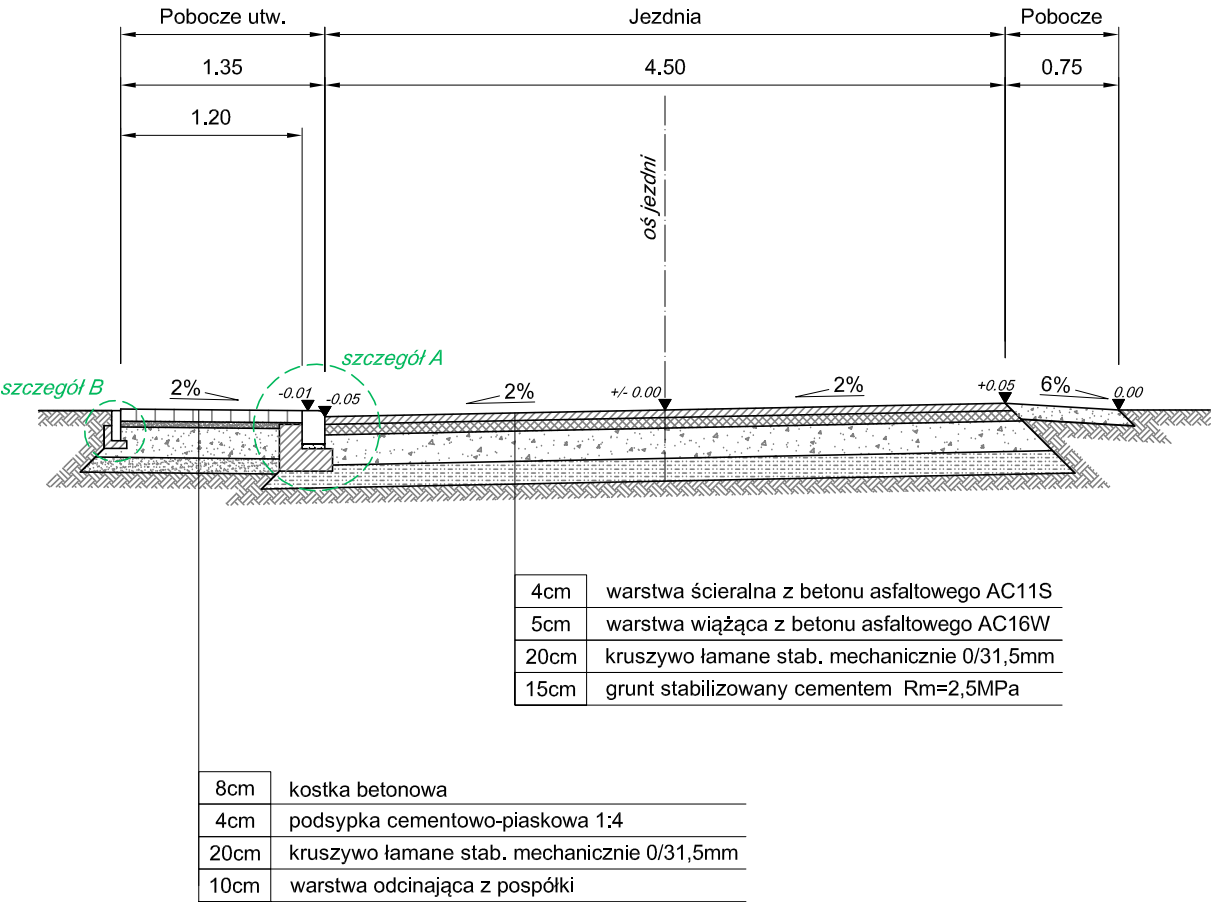 Pobocze utw. Jezdnia Pobocze
1.35 4.50 0.75
1.20
oś jezdni
szczegół A
szczegół B
2% -0.01 -0.05 2% +/- 0.00 2% +0.05 6% 0.00
4cm warstwa ścieralna z betonu asfaltowego AC11S
5cm warstwa wiążąca z betonu asfaltowego AC16W
20cm kruszywo łamane stab. mechanicznie 0/31,5mm
15cm grunt stabilizowany cementem Rm=2,5MPa
8cm kostka betonowa
4cm podsypka cementowo-piaskowa 1:4
20cm kruszywo łamane stab. mechanicznie 0/31,5mm
10cm warstwa odcinająca z pospółki